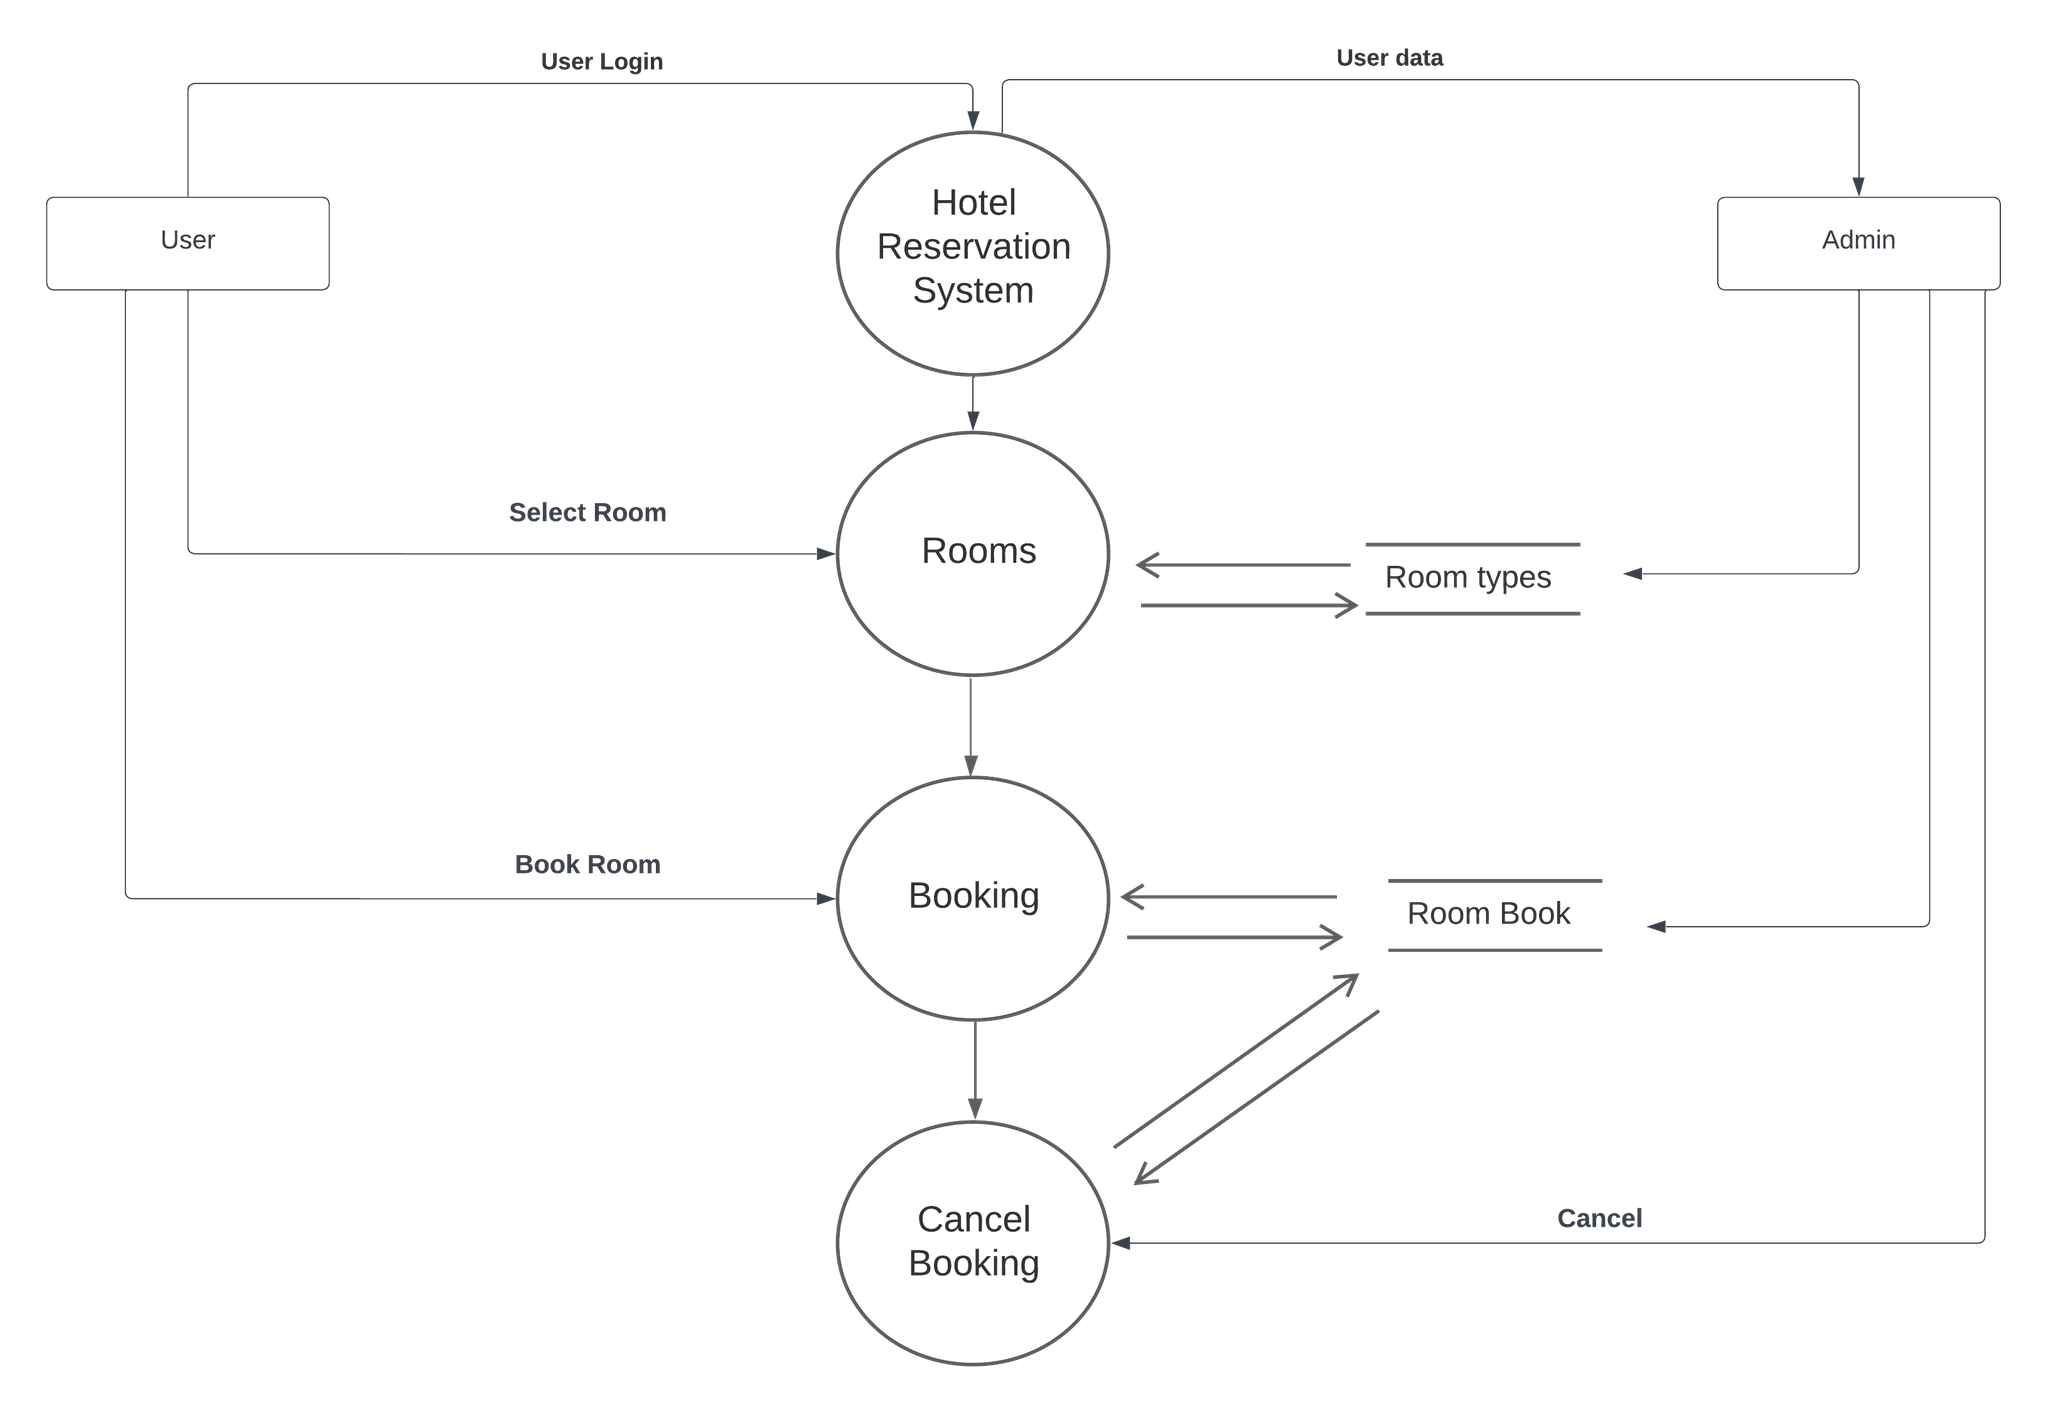 User Login
User data
User
Hotel
Reservation
System
Admin
Select Room
Rooms
Room types
Book Room
Booking
Room Book
Cancel
Booking
Cancel